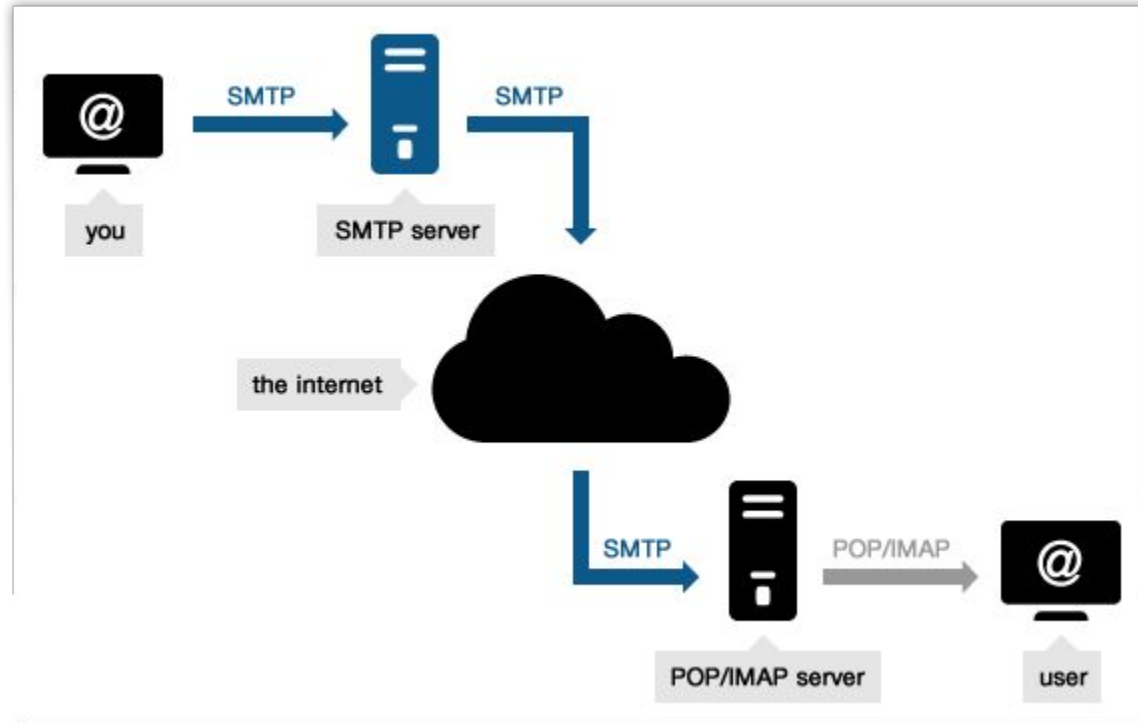 @
SMTP
SMTP
you
SMTP server
the internet
SMTP
POP/IMAP
@
POP/IMAP server
user